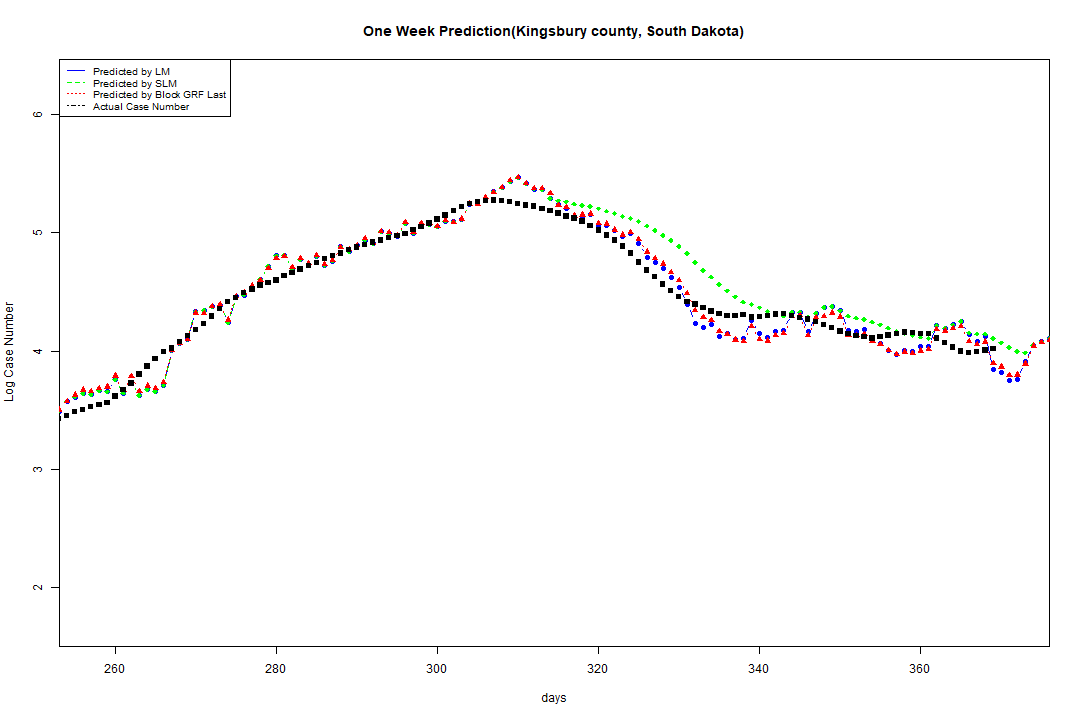 One Week Prediction(Kingsbury county, South Dakota)
Predicted by LM
Predicted by SLM
Predicted by Block GRF Last
Actual Case Number
6
5
4
3
2
Log Case Number
260 280 300 320 340 360
days